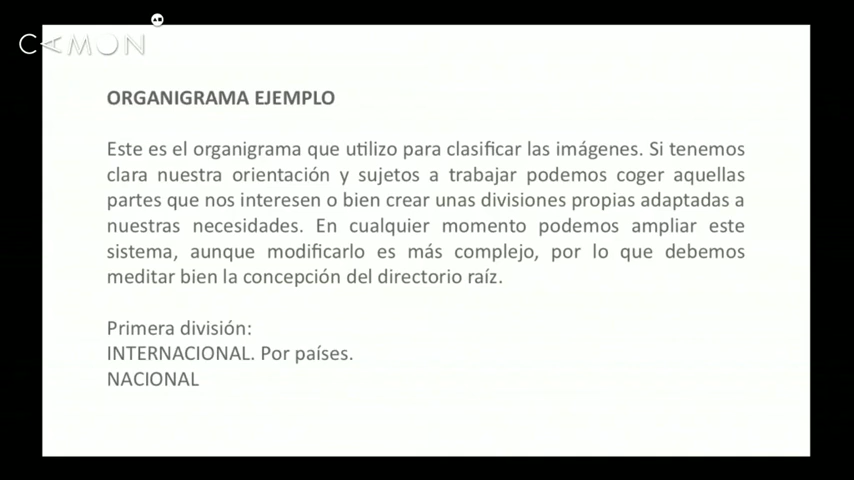 CAMON
ORGANIGRAMA EJEMPLO
Este es el organigrama que utilizo para clasificar las imágenes. Si tenemos
clara nuestra orientación y sujetos a trabajar podemos coger aquellas
partes que nos interesen o bien crear unas divisiones propias adaptadas a
nuestras necesidades. En cualquier momento podemos ampliar este
sistema, aunque modificarlo es más complejo, por lo que debemos
meditar bien la concepción del directorio raíz.
Primera división:
INTERNACIONAL. Por países.
NACIONAL